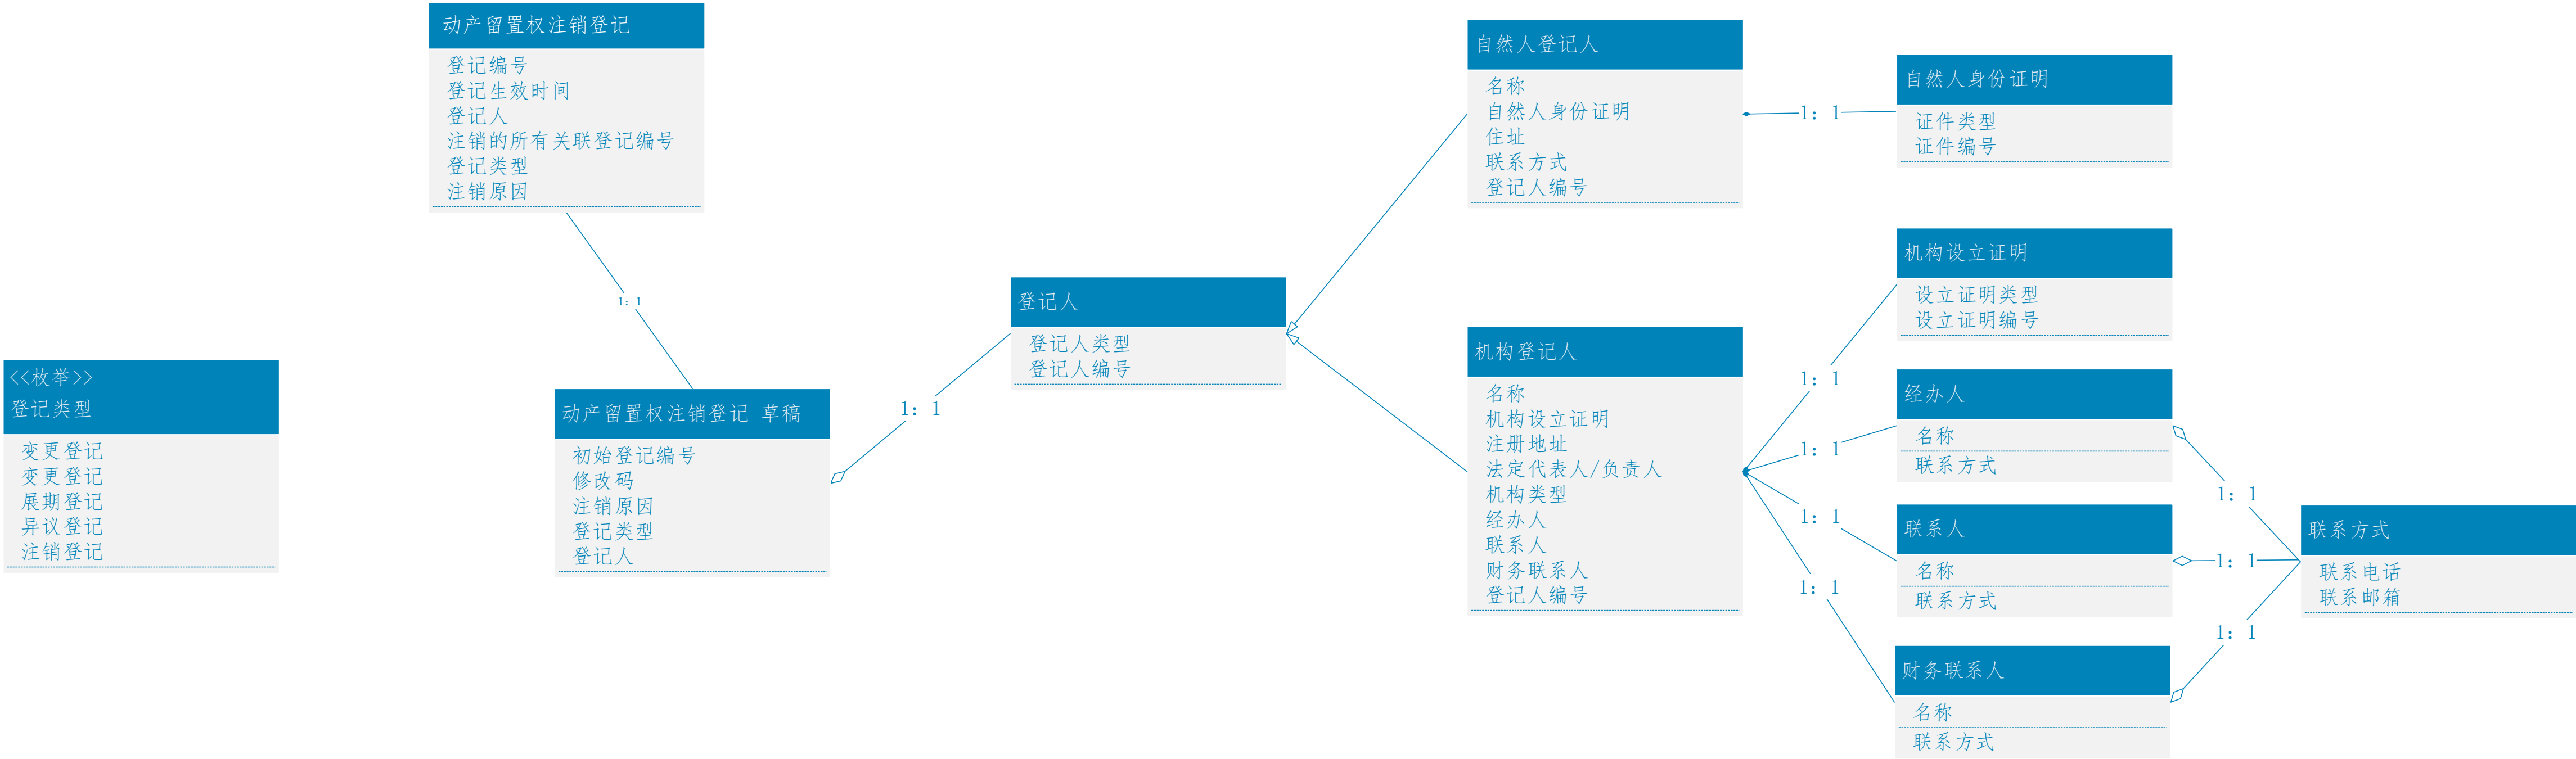 动产留置权注销登记
登记编号
登记生效时间
登记人
注销的所有关联登记编号
登记类型
注销原因
1: 1
<<枚举>>
登记类型
变更登记
变更登记
展期登记
异议登记
注销登记
动产留置权注销登记 草稿
初始登记编号
修改码
注销原因
登记类型
登记人
1: 1
登记人
登记人类型
登记人编号
自然人登记人
名称
自然人身份证明
住址
联系方式
登记人编号
1: 1
自然人身份证明
证件类型
证件编号
机构登记人
名称
机构设立证明
注册地址
法定代表人/负责人
机构类型
经办人
联系人
财务联系人
登记人编号
1: 1
1: 1
1: 1
1: 1
机构设立证明
设立证明类型
设立证明编号
经办人
名称
联系方式
联系人
名称
联系方式
财务联系人
名称
联系方式
1: 1
1: 1
1: 1
联系方式
联系电话
联系邮箱